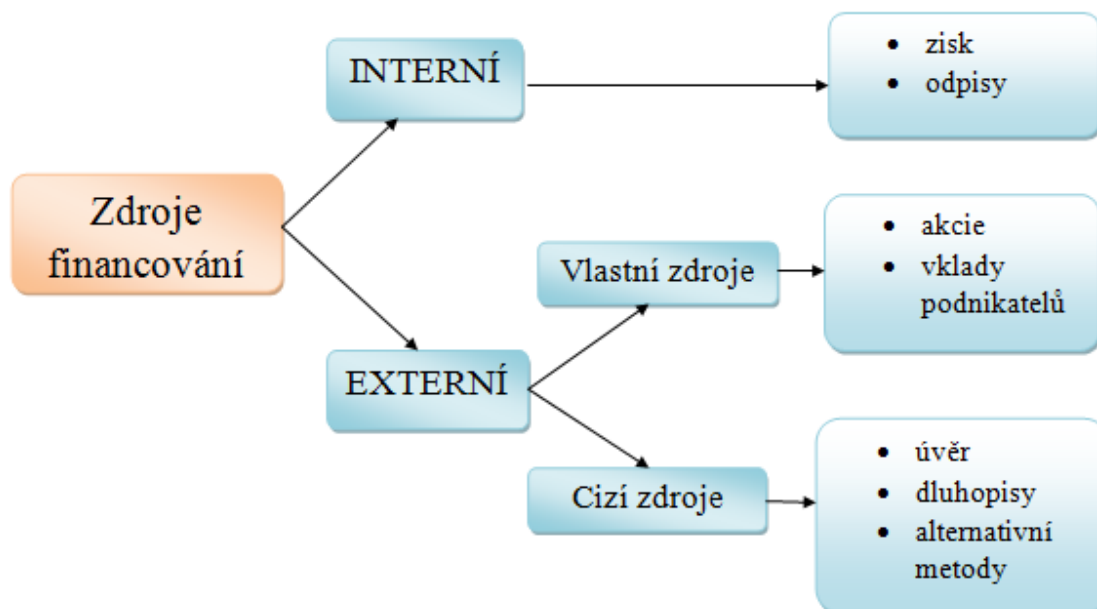 Zdroje
financování
INTERNÍ
• zisk
• odpisy
EXTERNÍ
Vlastní zdroje
• akcie
• vklady
podnikatelů
Cizí zdroje
• úvěr
• dluhopisy
• alternativní
metody